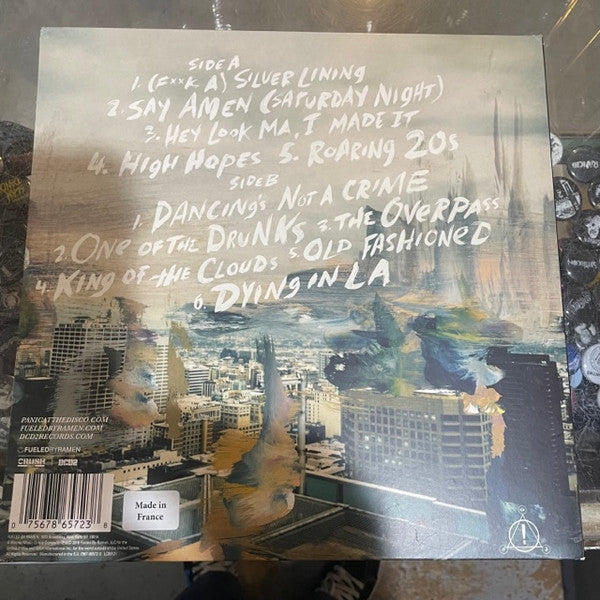 SIDE A
1. (F**K A) SILVER LINING
2. SAY AMEN (SATURDAY NIGHT)
3. HEY LOOK MA, I MADE IT
4. HIGH HOPES 5. ROARING 20s
SIDE B
1. DANCING'S NOT A CRIME
2. ONE OF THE DRUNKS 3. THE OVERPASS
4 KING OF THE CLOUDS 5. OLD FASHIONED
6 DYING IN LA
PANICATTHEDISCO.COM
FUELEDBYRAMEN.COM
DCD2RECORDS.COM
FUELEDBYRAMEN
CRUSH DCD2
Made in
France
0 75678 65723 8